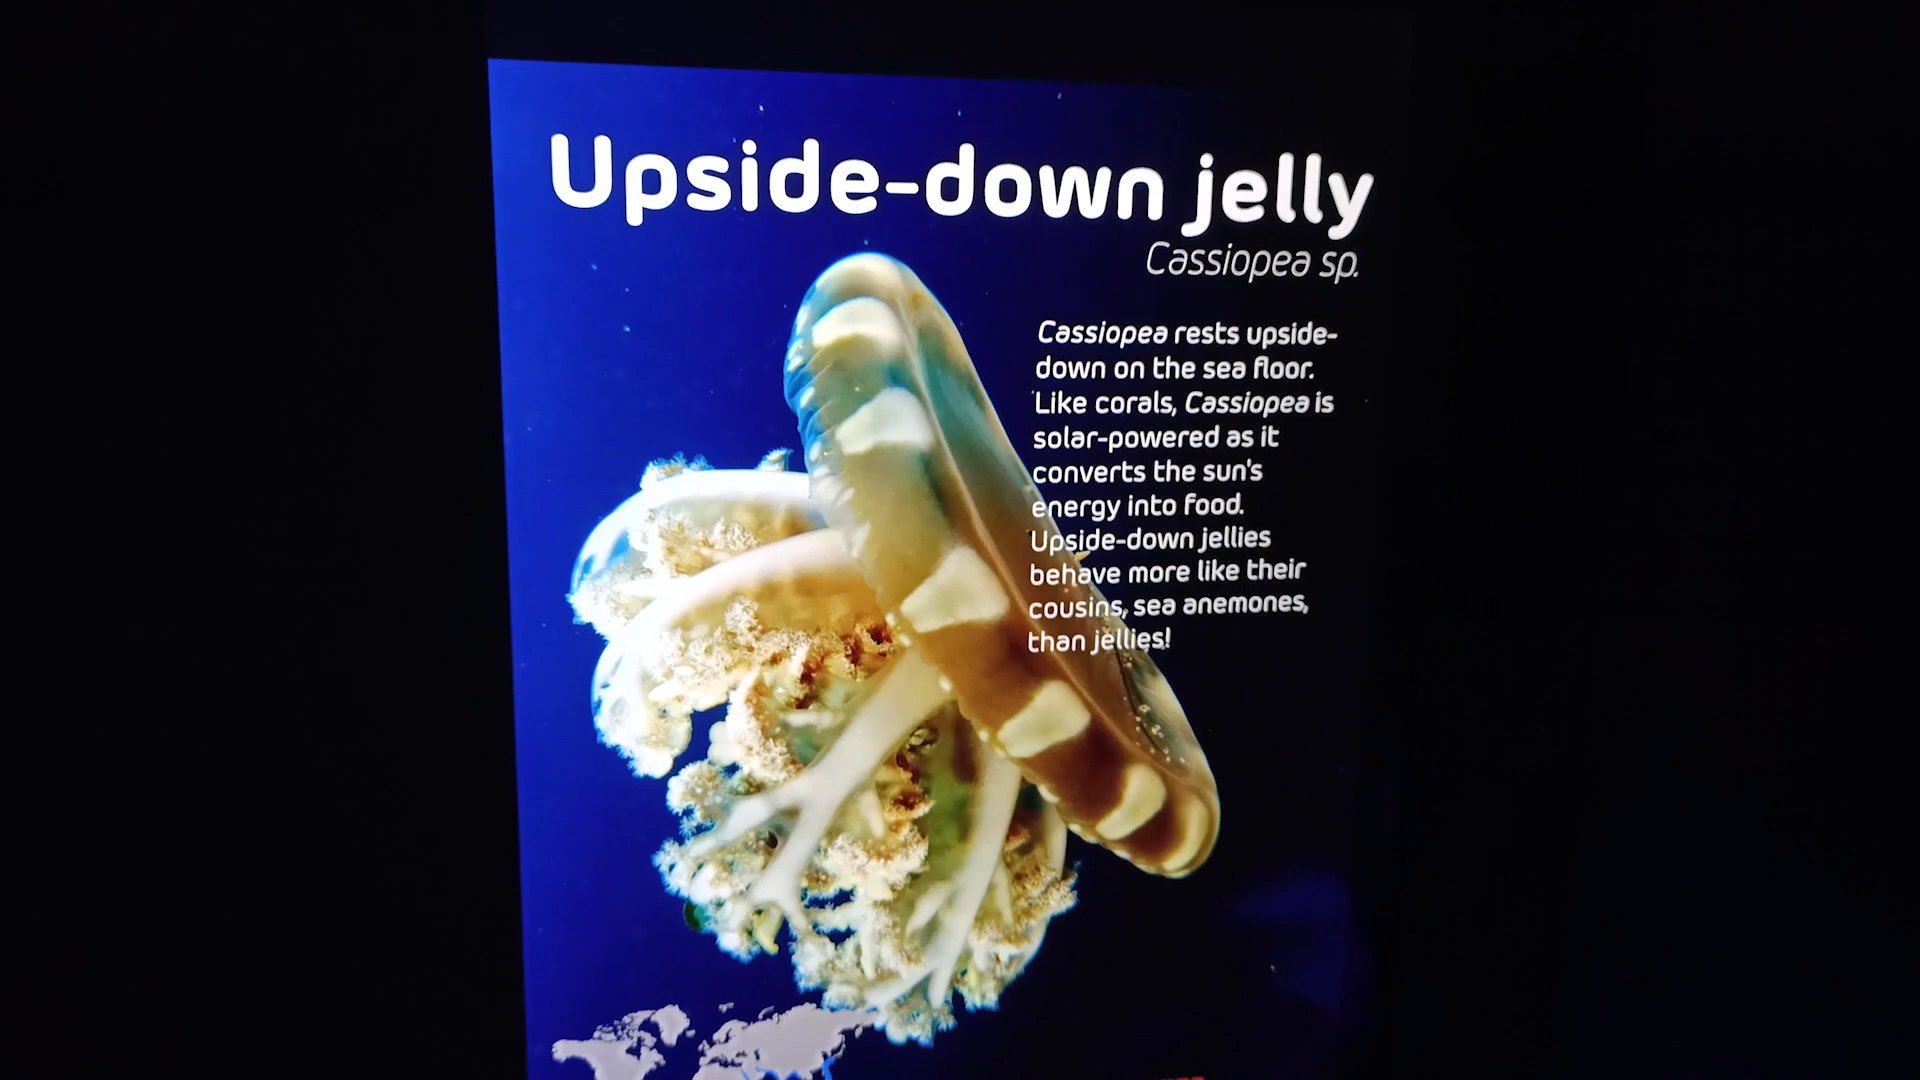 Upside-down jelly
Cassiopea sp.
Cassiopea rests upside-
down on the sea floor.
Like corals, Cassiopea is
solar-powered as it
converts the sun's
energy into food.
Upside-down jellies
behave more like their
cousins, sea anemones,
than jellies!